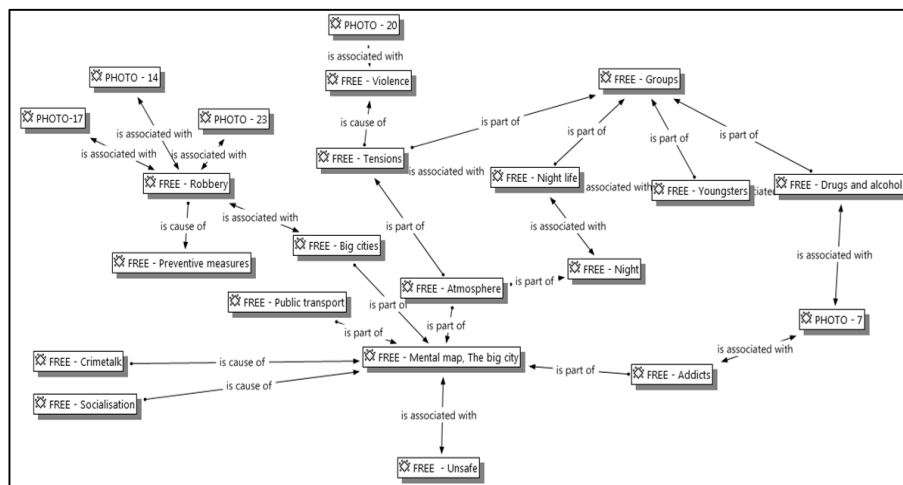 PHOTO - 20
is associated with
FREE - Violence
PHOTO - 14
FREE - Groups
PHOTO-17
is associated with
PHOTO - 23
is cause of
is part of
is associated with
is associated with
is part of
is part of
is part of
FREE - Tensions
is associated with
FREE - Robbery
FREE - Night life
associated with
FREE - Youngsters
FREE - Drugs and alcohol
is associated with
is part of
is cause of
is associated with
FREE - Big cities
is associated with
FREE - Preventive measures
FREE - Night
is part of
FREE - Atmosphere
FREE - Public transport
is part of
PHOTO - 7
is part of
is part of
FREE - Crimetalk
is cause of
FREE - Mental map, The big city
is associated with
is part of
FREE - Addicts
is cause of
FREE - Socialisation
is associated with
FREE - Unsafe